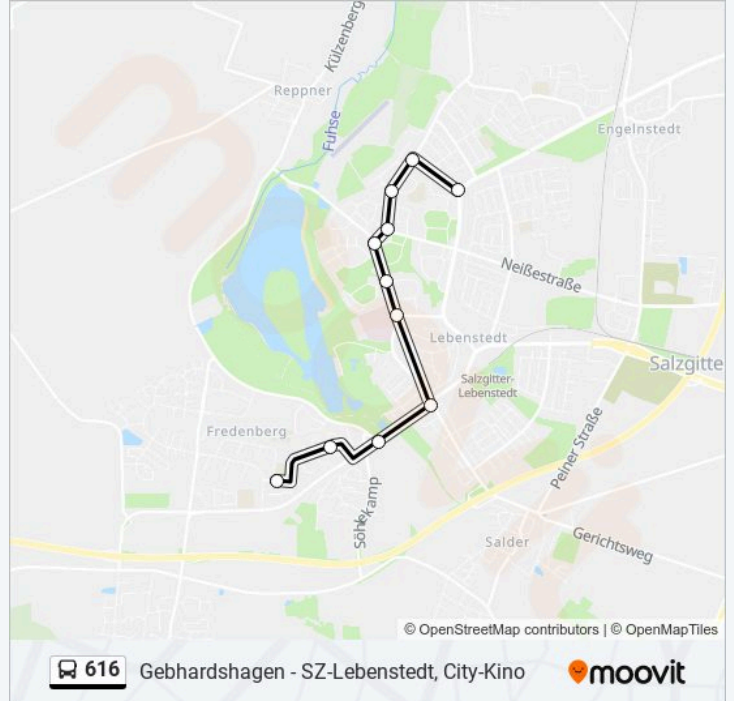 Külzenberg
Reppner
Fuhse
Engelnstedt
Neißestraße
Lebenstedt
Salzgitte
Salzgitter-
Lebenstedt
Fredenberg
Peiner Straße
Söhlekamp
Salder
Gerichtsweg
© OpenStreetMap contributors | © OpenMapTiles
616 Gebhardshagen - SZ-Lebenstedt, City-Kino moovit